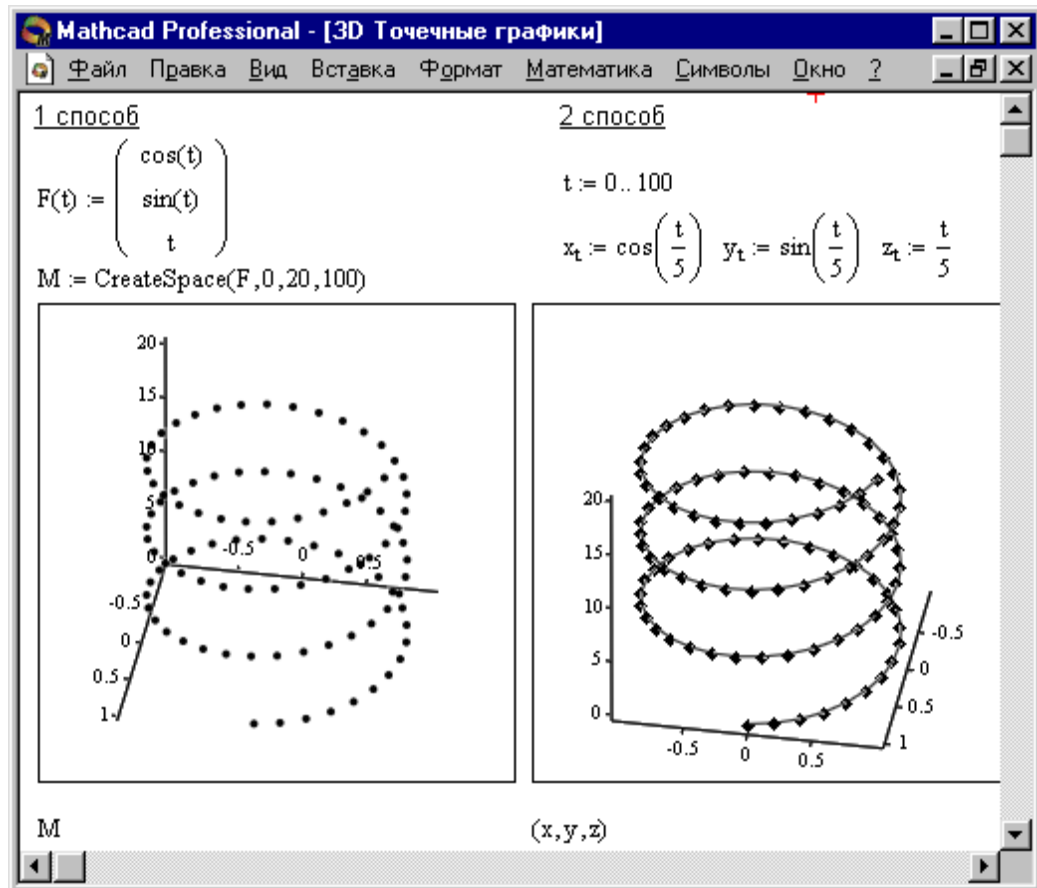 Mathcad Professional - [3D Точечные графики]
Файл Правка Вид Вставка Формат Математика Символы Окно ?
1 способ
F(t) := ( cos(t) sin(t) t )
M := CreateSpace(F,0,20,100)
20
15
10
5
0
-0.5 0 0.5
-0.5
0
0.5
1
M
2 способ
t := 0 .. 100
x_t := cos(t/5) y_t := sin(t/5) z_t := t/5
20
15
10
5
0
-0.5 0 0.5
-0.5
0
0.5
1
(x,y,z)